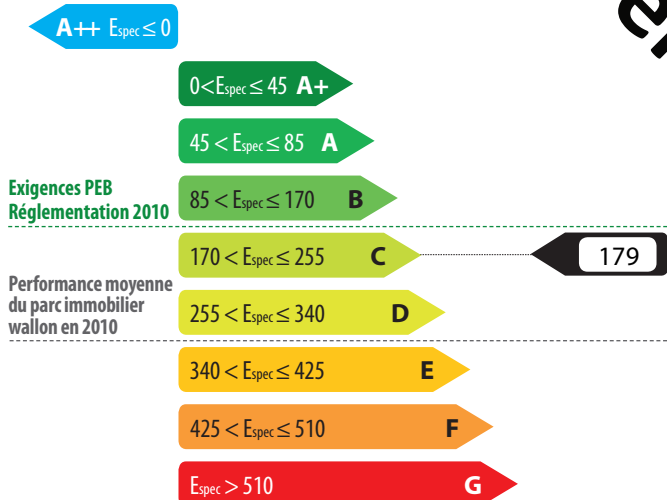 A++ Espec ≤ 0
0<Espec ≤ 45 A+
45 < Espec ≤ 85 A
Exigences PEB
Réglementation 2010
85 < Espec ≤ 170 B
170 < Espec ≤ 255 C
179
Performance moyenne
du parc immobilier
wallon en 2010
255 < Espec ≤ 340 D
340 < Espec ≤ 425 E
425 < Espec ≤ 510 F
Espec > 510 G